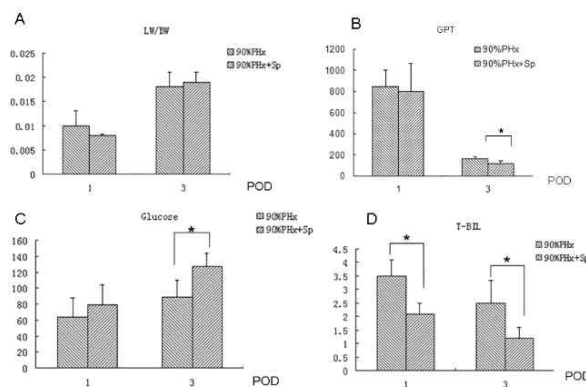 A
LW/BW
90%PHx
90%PHx+Sp
0.025
0.02
0.015
0.01
0.005
0
1
3
POD
B
GPT
90%PHx
90%PHx+Sp
1200
1000
800
600
400
200
0
*
1
3
POD
C
Glucose
90%PHx
90%PHx+Sp
160
140
120
100
80
60
40
20
0
*
1
3
POD
D
T-BIL
90%PHx
90%PHx+Sp
4.5
4
3.5
3
2.5
2
1.5
1
0.5
0
*
*
1
3
POD